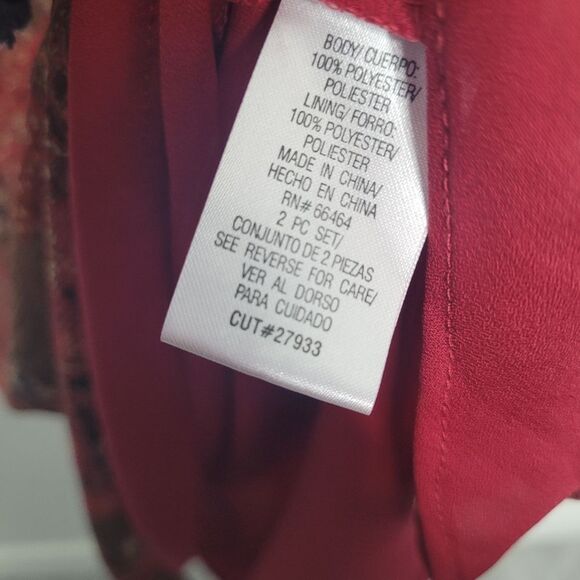 BODY/CUERPO:
100% POLYESTER/
POLIESTER
LINING/FORRO:
100% POLYESTER/
POLIESTER
MADE IN CHINA/
HECHO EN CHINA
RN# 66464
2 PC SET/
CONJUNTO DE 2 PIEZAS
SEE REVERSE FOR CARE/
VER AL DORSO
PARA CUIDADO
CUT#27933